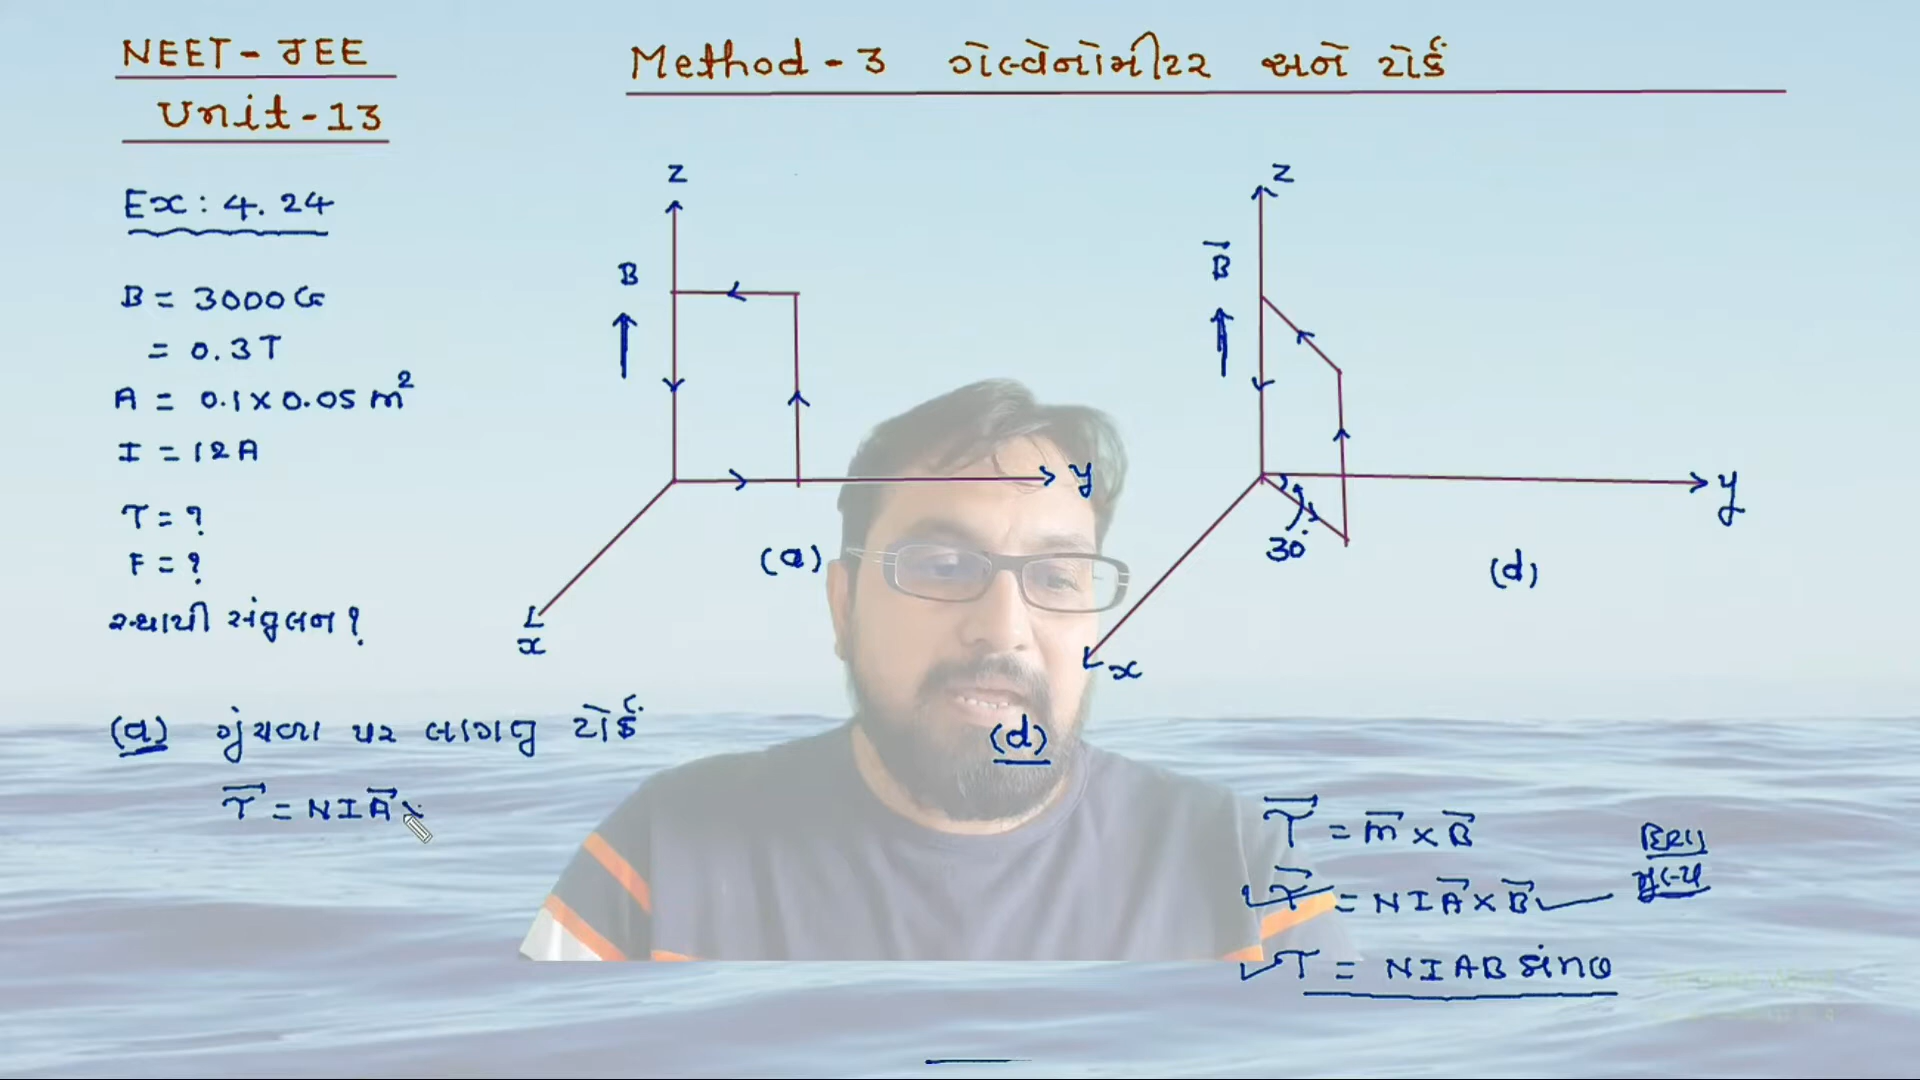 NEET - JEE
Unit - 13
Method - 3 ગેલ્વેનોમીટર અને ટોર્ક
Ex : 4.24
B = 3000 G
= 0.3 T
A = 0.1 × 0.05 m²
I = 12 A
τ = ?
F = ?
સ્થાયી સંતુલન ?
z
B
y
x
(a)
z
B⃗
y
30°
x
(d)
(a) ગુંચળા પર લાગતુ ટોર્ક
τ⃗ = NIA⃗ ×
(d)
τ⃗ = m⃗ × B⃗
τ⃗ = NIA⃗ × B⃗
દિશા
મુલ્ય
τ = NIAB sinθ